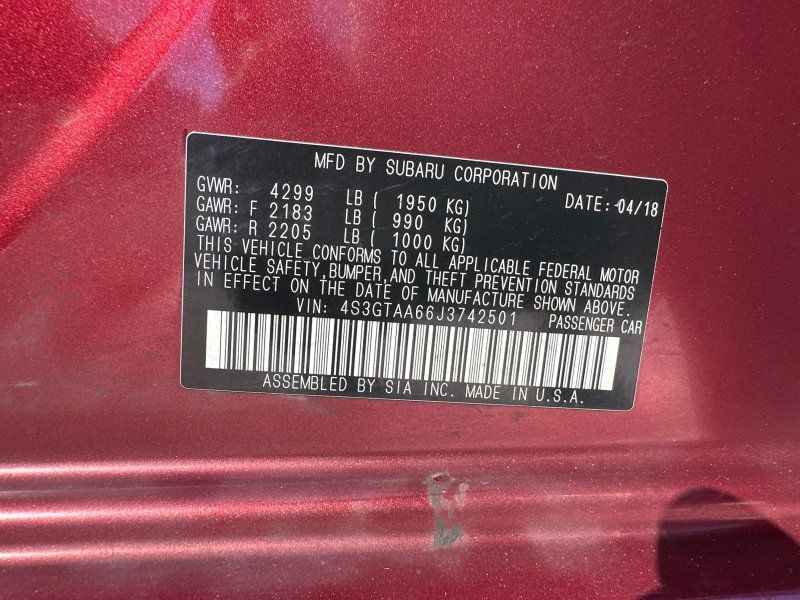 MFD BY SUBARU CORPORATION
GVWR: 4299 LB ( 1950 KG) DATE: 04/18
GAWR: F 2183 LB ( 990 KG)
GAWR: R 2205 LB ( 1000 KG)
THIS VEHICLE CONFORMS TO ALL APPLICABLE FEDERAL MOTOR
VEHICLE SAFETY, BUMPER, AND THEFT PREVENTION STANDARDS
IN EFFECT ON THE DATE OF MANUFACTURE SHOWN ABOVE.
VIN: 4S3GTAA66J3742501 PASSENGER CAR
ASSEMBLED BY SIA INC. MADE IN U.S.A.